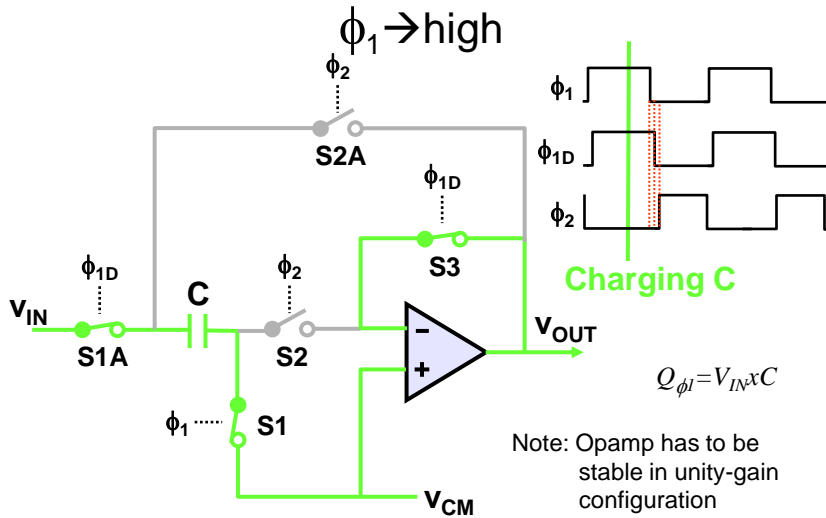 ϕ₁→high
ϕ₂
S2A
ϕ₁D
S3
ϕ₁D
ϕ₂
vIN
C
S1A
S2
-
+
vOUT
ϕ₁
S1
vCM
ϕ₁
ϕ₁D
ϕ₂
Charging C
Qϕ1=VINxC
Note: Opamp has to be
stable in unity-gain
configuration